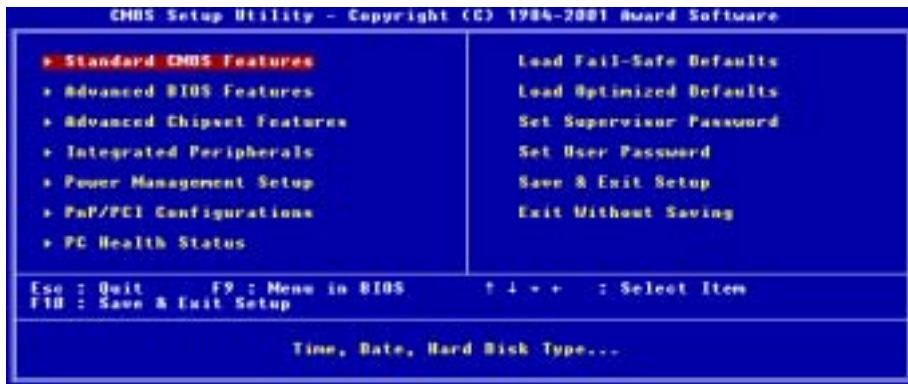 CMOS Setup Utility - Copyright (C) 1984-2001 Award Software
Standard CMOS Features
Advanced BIOS Features
Advanced Chipset Features
Integrated Peripherals
Power Management Setup
PnP/PCI Configurations
PC Health Status
Load Fail-Safe Defaults
Load Optimized Defaults
Set Supervisor Password
Set User Password
Save & Exit Setup
Exit Without Saving
Esc : Quit F9 : Menu in BIOS ↑ ↓ → ← : Select Item
F10 : Save & Exit Setup
Time, Date, Hard Disk Type...